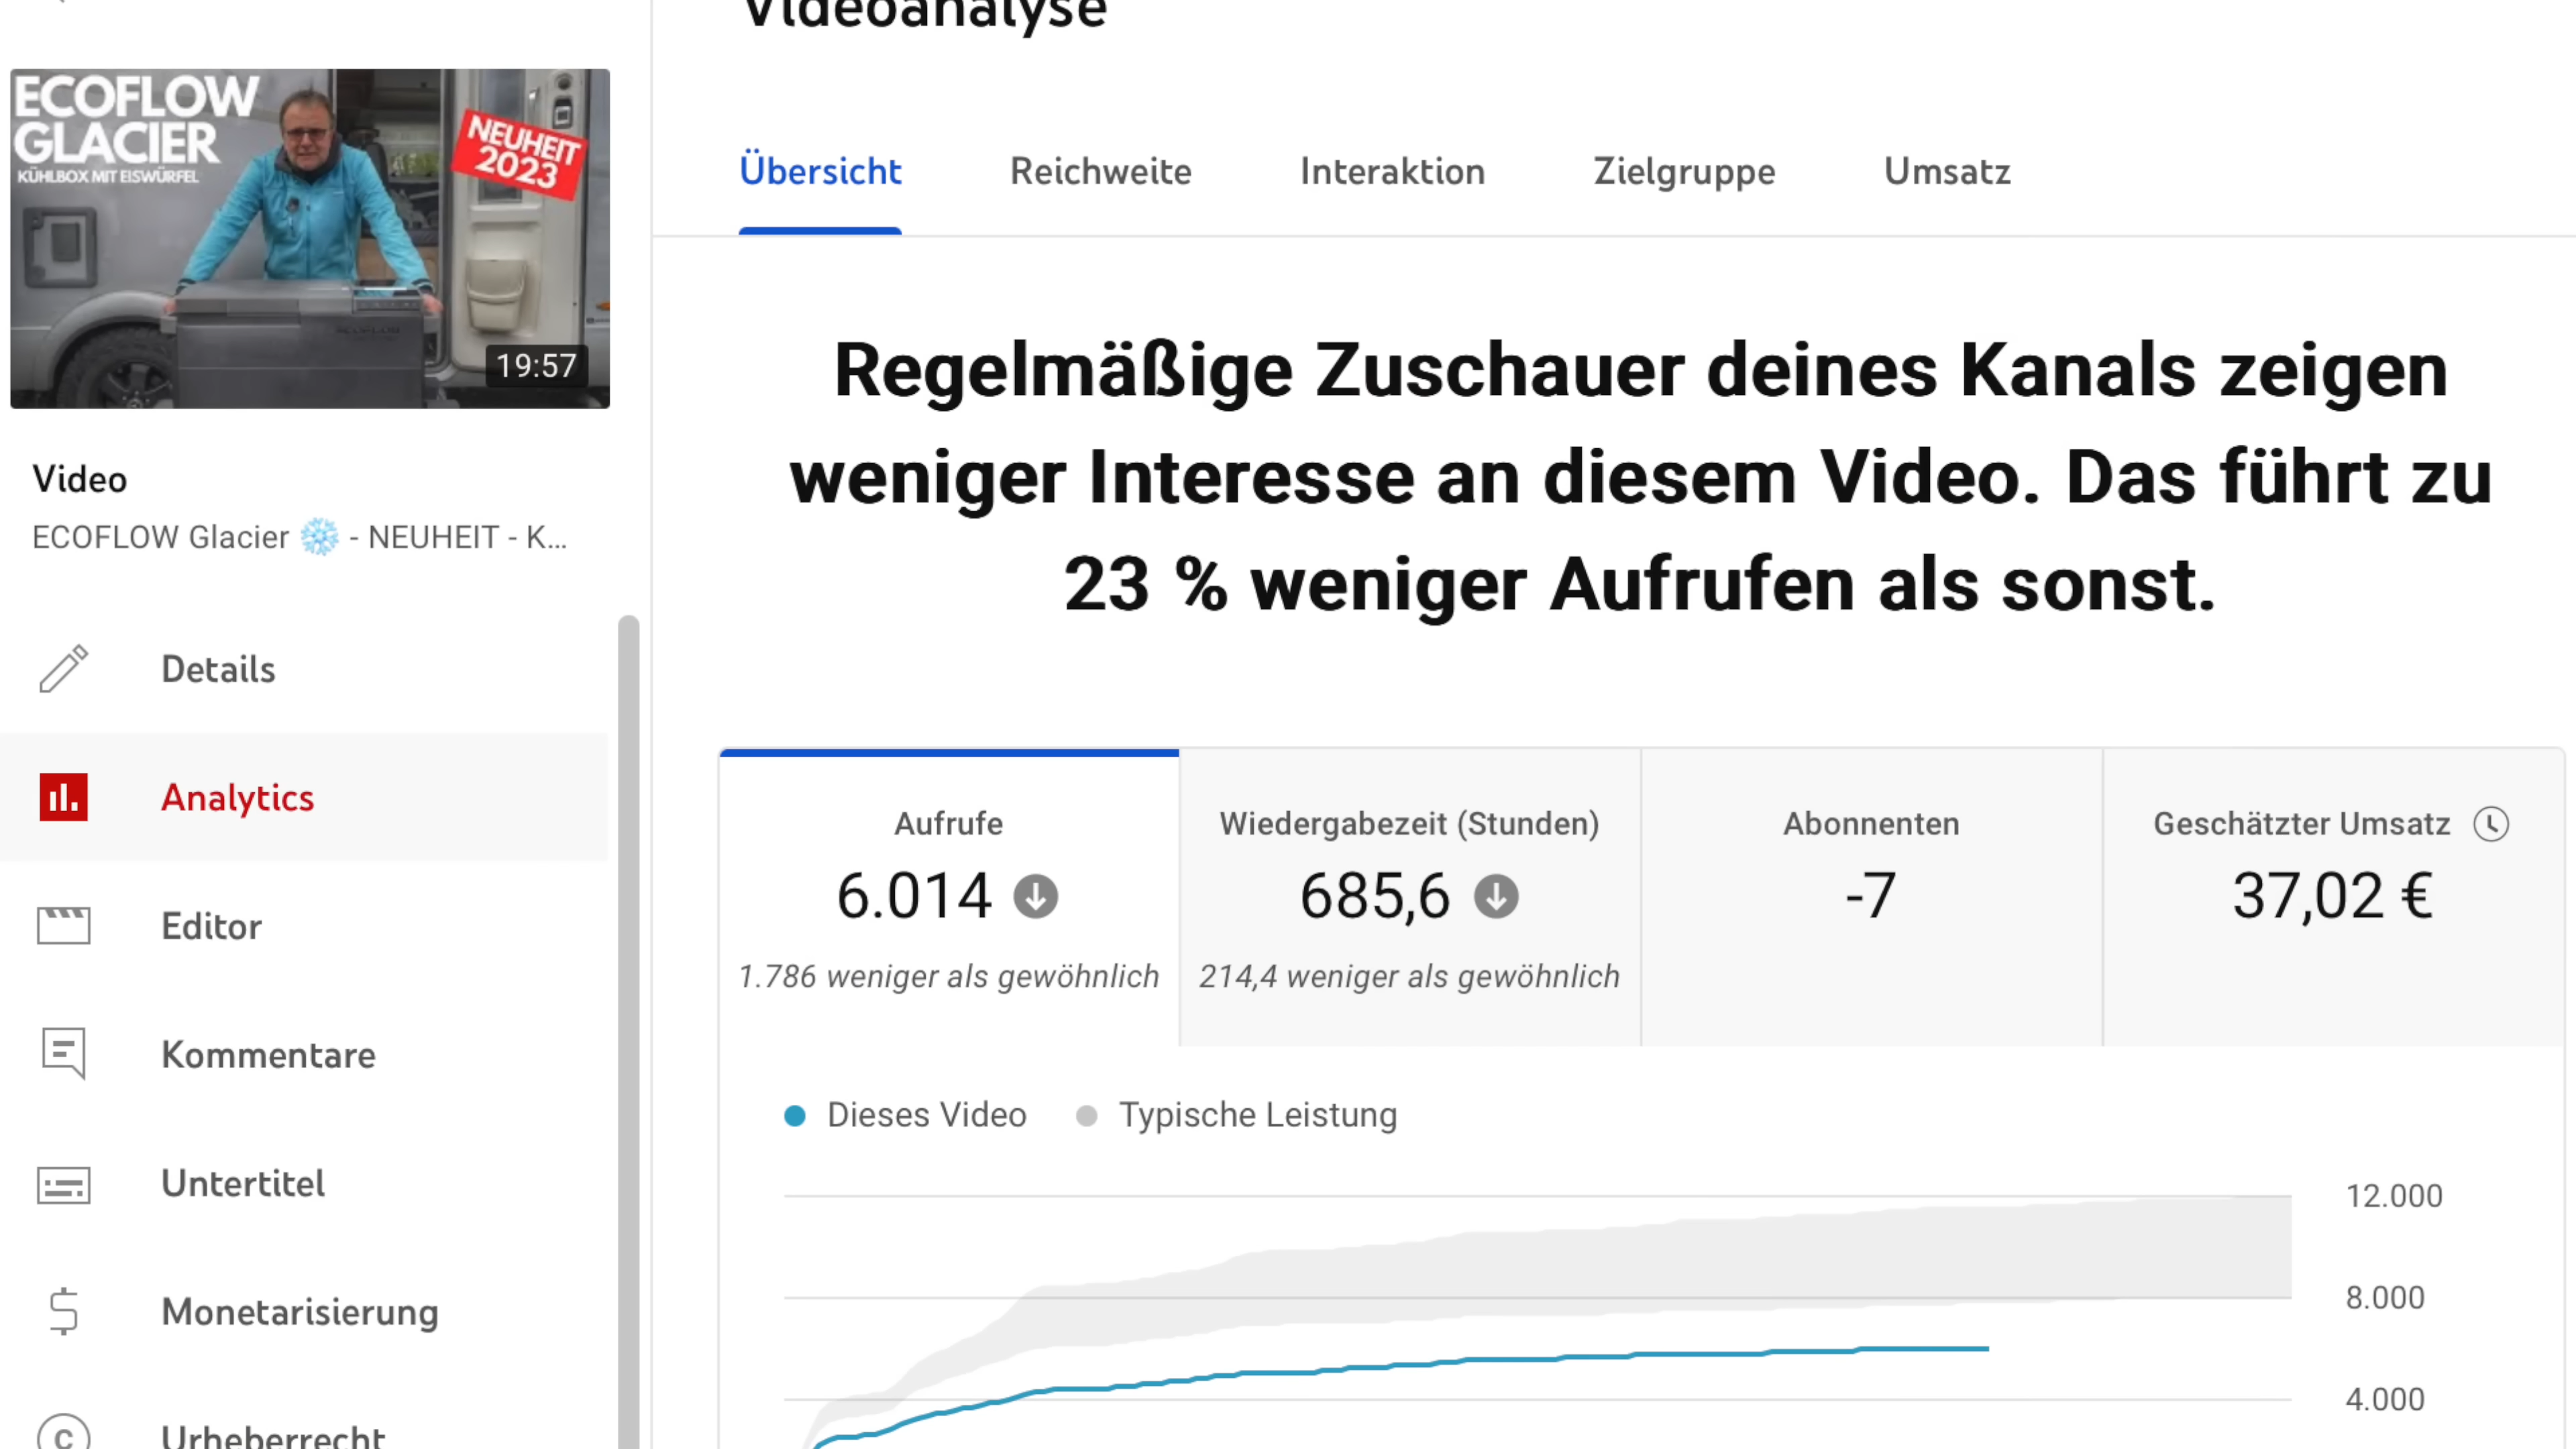 Videoanalyse
ECOFLOW
GLACIER
KÜHLBOX MIT EISWÜRFEL
NEUHEIT
2023
ECOFLOW
19:57
Video
ECOFLOW Glacier ❄️ - NEUHEIT - K...
Details
Analytics
Editor
Kommentare
Untertitel
Monetarisierung
Urheberrecht
Übersicht
Reichweite
Interaktion
Zielgruppe
Umsatz
Regelmäßige Zuschauer deines Kanals zeigen
weniger Interesse an diesem Video. Das führt zu
23 % weniger Aufrufen als sonst.
Aufrufe
6.014
1.786 weniger als gewöhnlich
Wiedergabezeit (Stunden)
685,6
214,4 weniger als gewöhnlich
Abonnenten
-7
Geschätzter Umsatz
37,02 €
Dieses Video
Typische Leistung
12.000
8.000
4.000